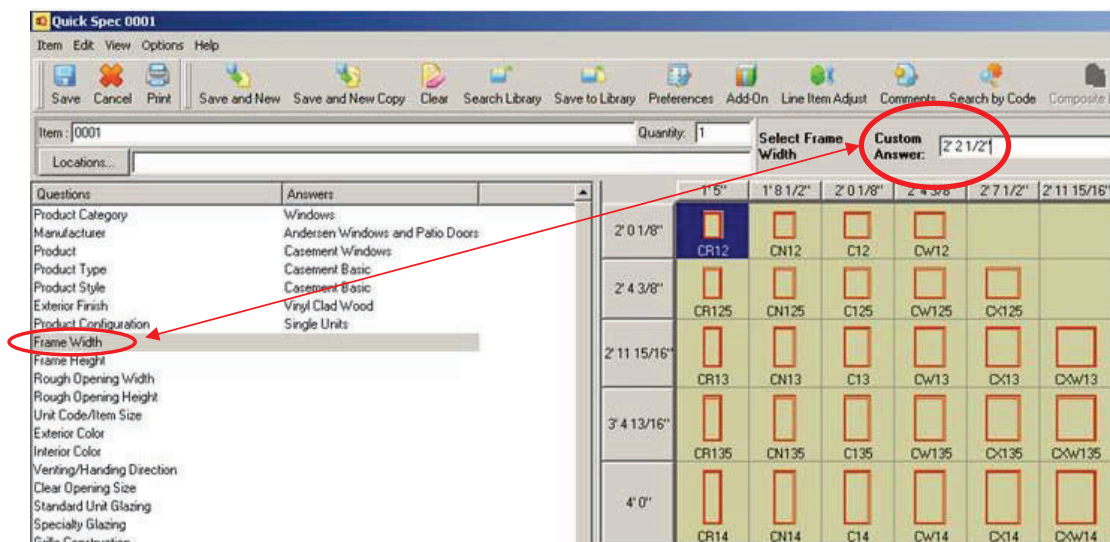 Quick Spec 0001
Item Edit View Options Help
Save Cancel Print Save and New Save and New Copy Clear Search Library Save to Library Preferences Add-On Line Item Adjust Comments Search by Code Composite
Item : 0001 Quantity: 1
Locations...
Select Frame Width
Custom Answer: 2' 2 1/2"
Questions Answers
Product Category Windows
Manufacturer Andersen Windows and Patio Doors
Product Casement Windows
Product Type Casement Basic
Product Style Casement Basic
Exterior Finish Vinyl Clad Wood
Product Configuration Single Units
Frame Width
Frame Height
Rough Opening Width
Rough Opening Height
Unit Code/Item Size
Exterior Color
Interior Color
Venting/Handing Direction
Clear Opening Size
Standard Unit Glazing
Specialty Glazing
Grille Construction
1' 5" 1' 8 1/2" 2' 0 1/8" 2' 4 3/8" 2' 7 1/2" 2' 11 15/16"
2' 0 1/8"
CR12 CN12 C12 CW12
2' 4 3/8"
CR125 CN125 C125 CW125 CX125
2' 11 15/16"
CR13 CN13 C13 CW13 CX13 CXW13
3' 4 13/16"
CR135 CN135 C135 CW135 CX135 CXW135
4' 0"
CR14 CN14 C14 CW14 CX14 CXW14